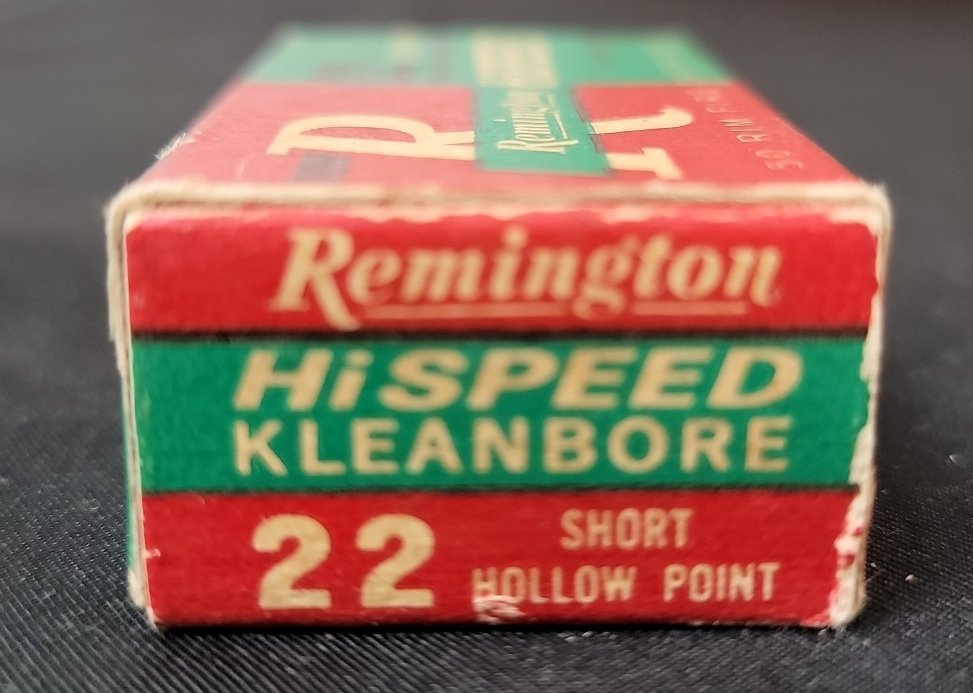 R
Remington
Remington
HiSPEED
KLEANBORE
22 SHORT
HOLLOW POINT